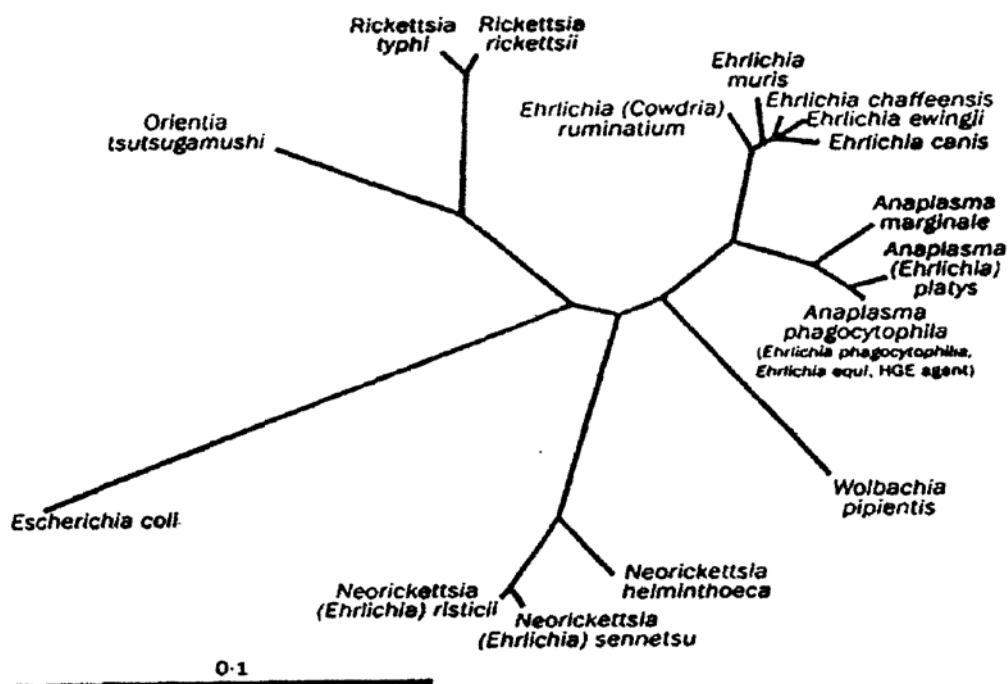 Rickettsia
typhi
Rickettsia
rickettsii
Orientia
tsutsugamushi
Ehrlichia
muris
Ehrlichia (Cowdria)
ruminatium
Ehrlichia chaffeensis
Ehrlichia ewingii
Ehrlichia canis
Anaplasma
marginale
Anaplasma
(Ehrlichia)
platys
Anaplasma
phagocytophila
(Ehrlichia phagocytophilia,
Ehrlichia equi, HGE agent)
Wolbachia
pipientis
Escherichia coli
Neorickettsia
helminthoeca
Neorickettsia
(Ehrlichia) risticii
Neorickettsia
(Ehrlichia) sennetsu
0·1